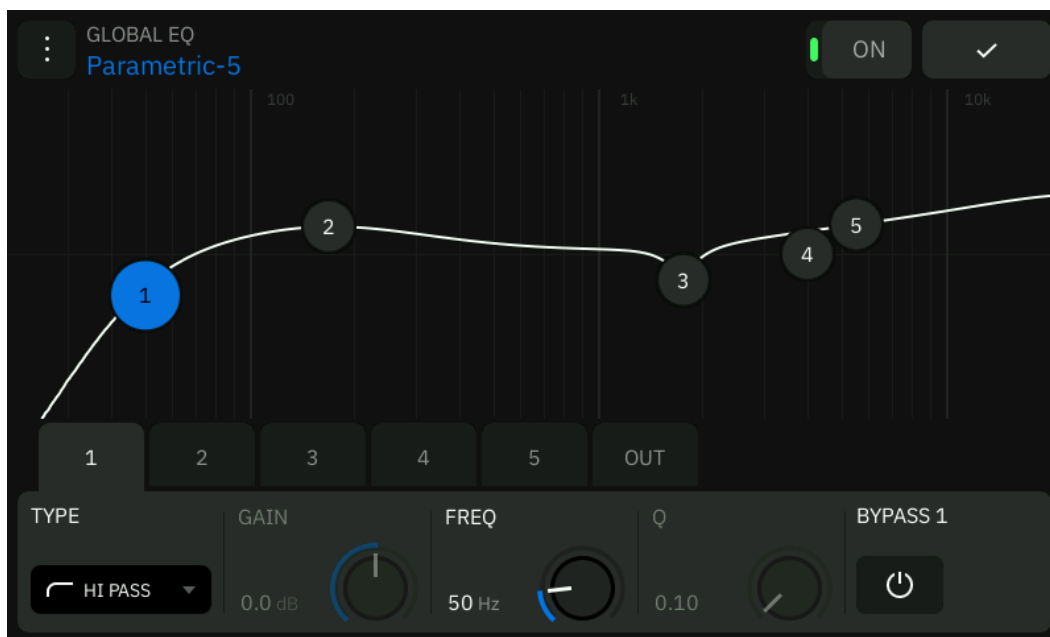 GLOBAL EQ
Parametric-5
ON
100
1k
10k
1
2
3
4
5
1
2
3
4
5
OUT
TYPE
GAIN
FREQ
Q
BYPASS 1
HI PASS
0.0 dB
50 Hz
0.10